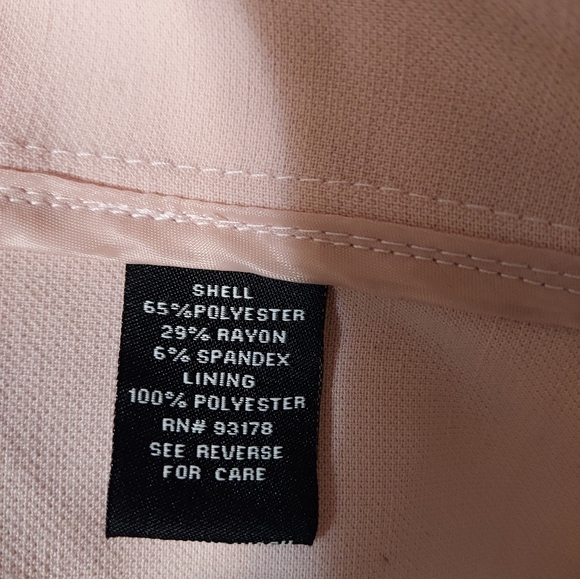 SHELL
65%POLYESTER
29% RAYON
6% SPANDEX
LINING
100% POLYESTER
RN# 93178
SEE REVERSE
FOR CARE